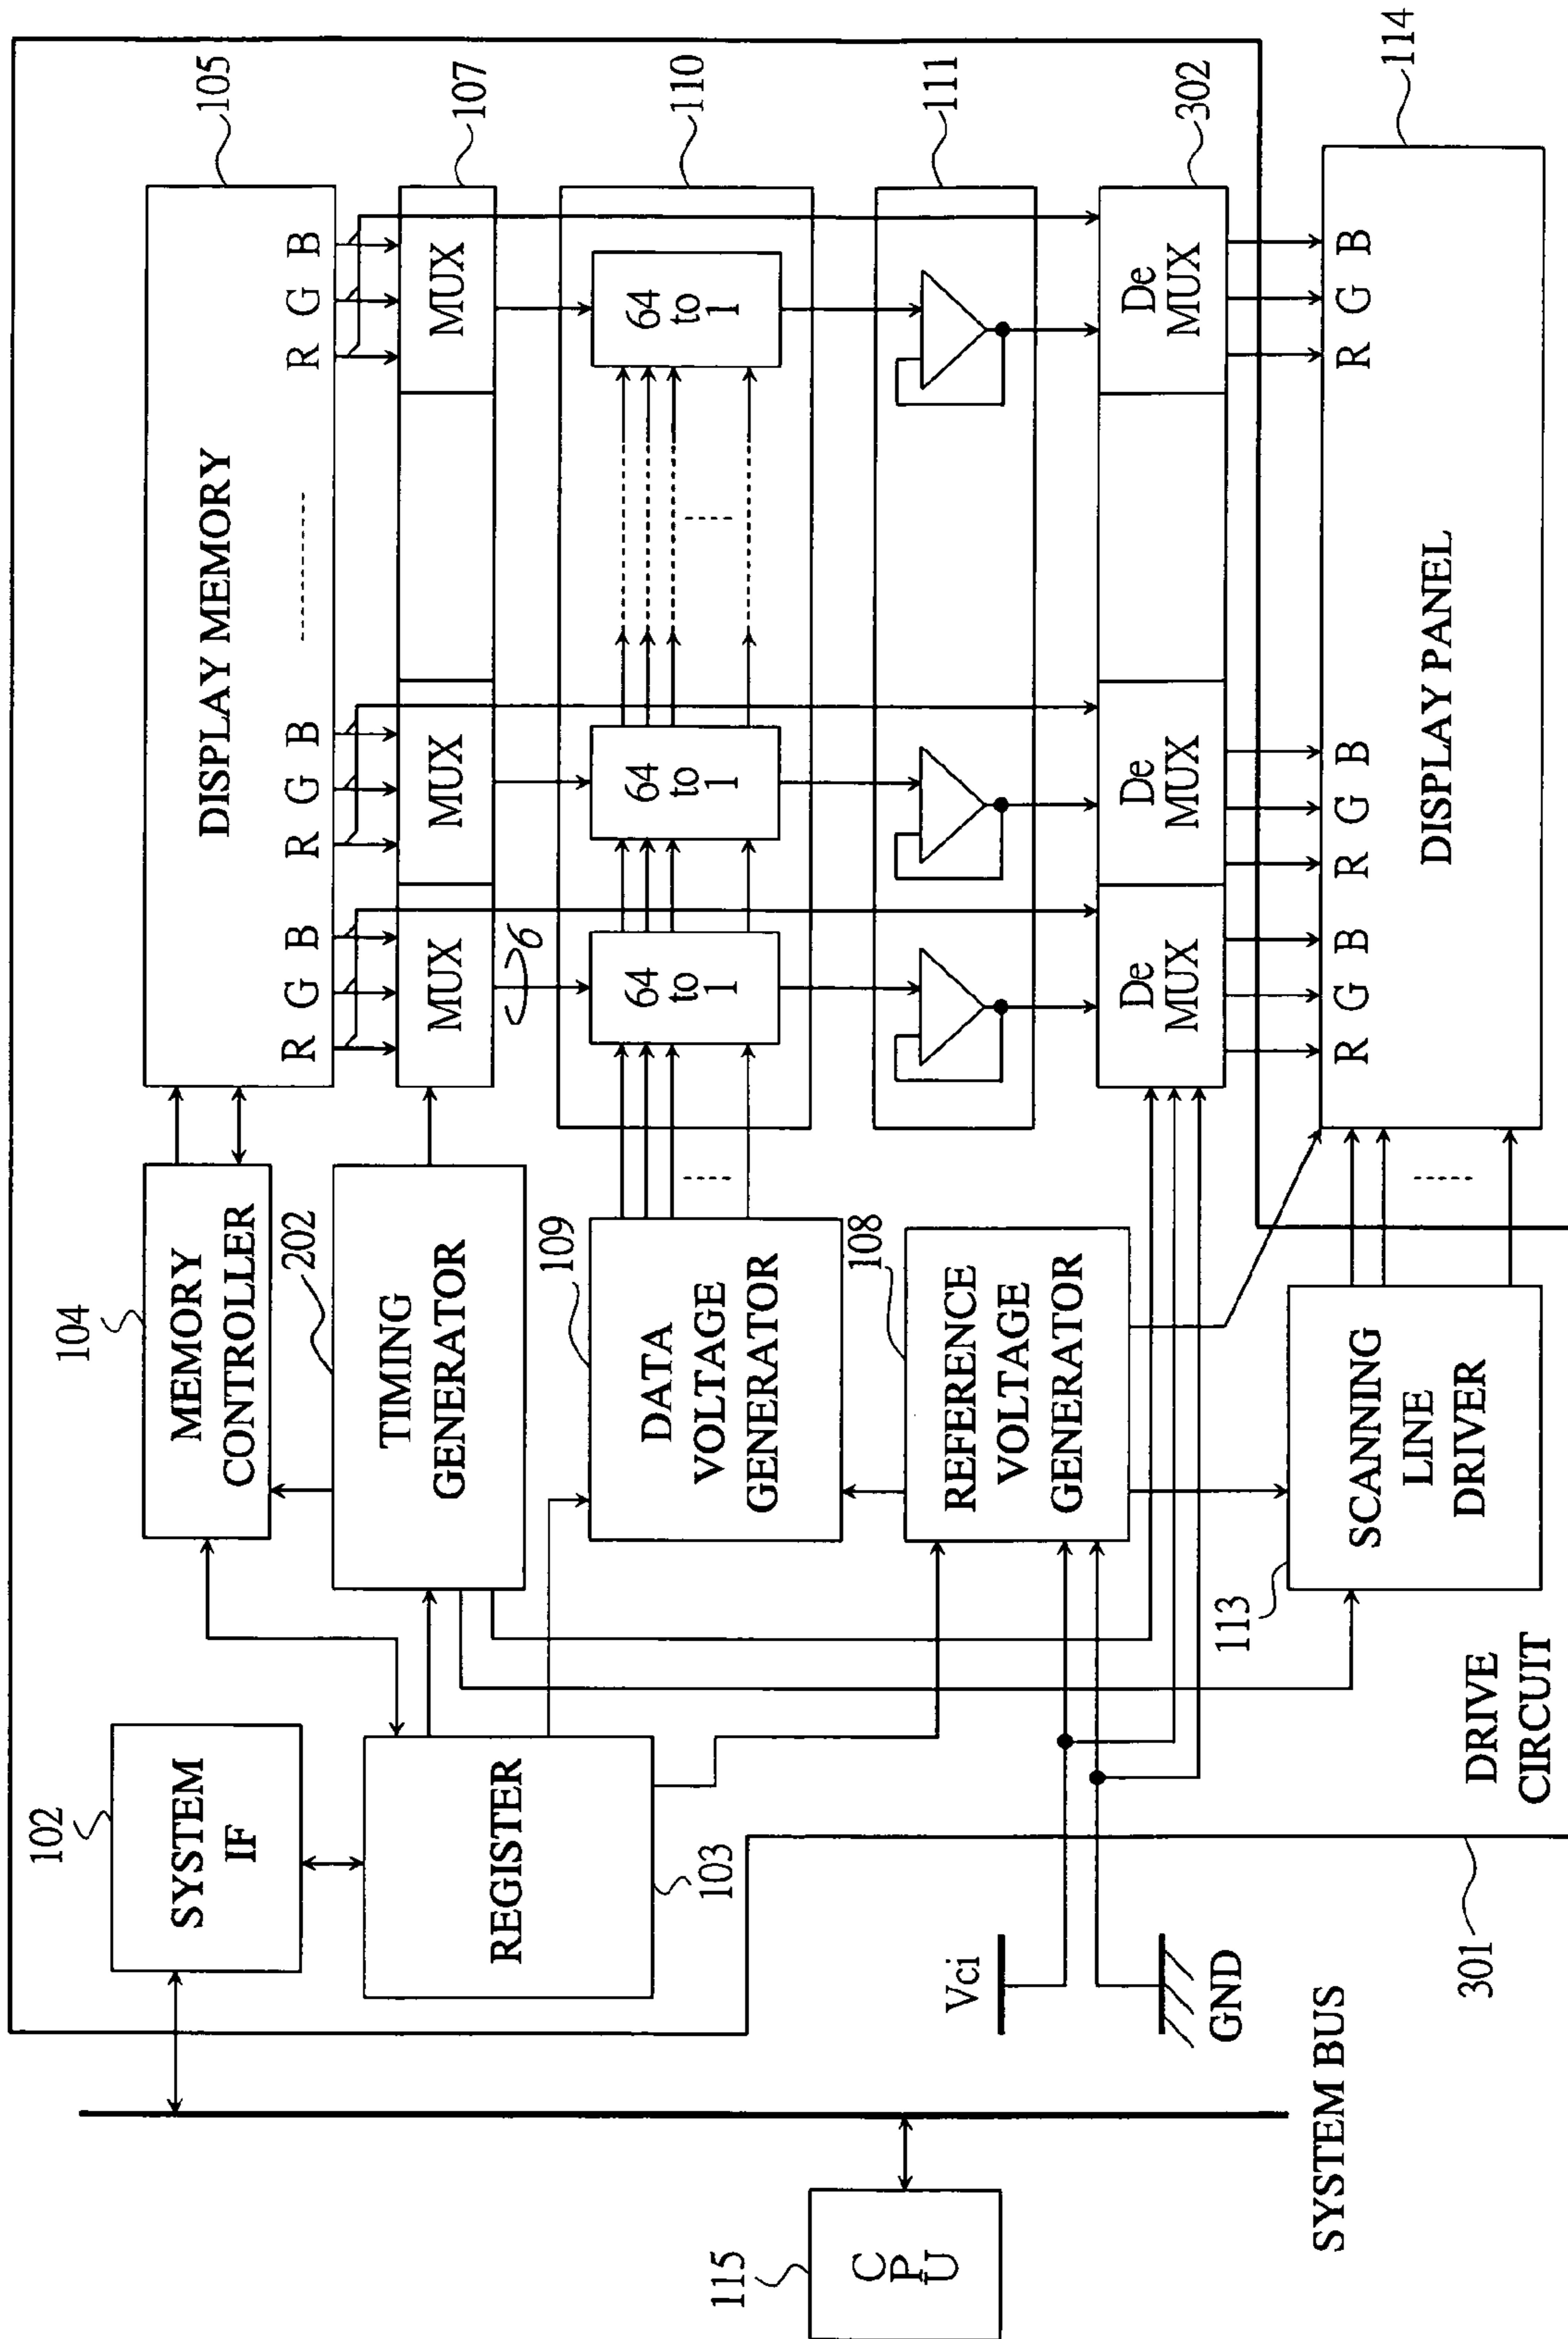 105
107
110
111
302
114
DISPLAY MEMORY
R G B
R G B
R G B
MUX
MUX
MUX
6
64
to
1
64
to
1
64
to
1
De
MUX
De
MUX
De
MUX
R G B
R G B
R G B
DISPLAY PANEL
104
MEMORY
CONTROLLER
202
TIMING
GENERATOR
109
DATA
VOLTAGE
GENERATOR
108
REFERENCE
VOLTAGE
GENERATOR
113
SCANNING
LINE
DRIVER
102
SYSTEM
IF
REGISTER
103
DRIVE
CIRCUIT
301
Vci
GND
SYSTEM BUS
115
CPU